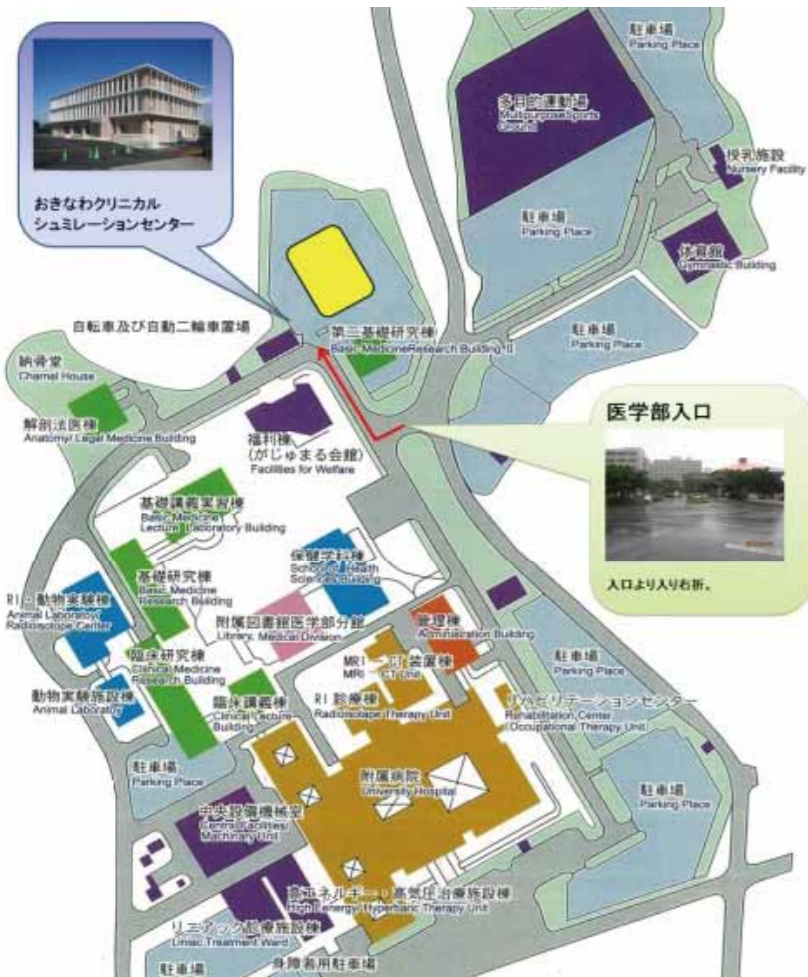 駐車場
Parking Place
多目的運動場
MultipurposeSports
Ground
授乳施設
Nursery Facility
駐車場
Parking Place
体育館
Gymnastic Building
おきなわクリニカル
シュミレーションセンター
自転車及び自動二輪車置場
第二基礎研究棟
Basic MedicineResearch Building II
駐車場
Parking Place
納骨堂
Charnel House
解剖法医棟
Anatomy/ Legal Medicine Building
福利棟
(がじゅまる会館)
Facilities for Welfare
医学部入口
入口より入り右折。
基礎講義実習棟
Basic Medicine
Lecture Laboratory Building
基礎研究棟
Basic Medicine
Research Building
保健学科棟
School of Health
Sciences Building
RI・動物実験棟
Animal Laboratory/
Radioisotope Center
附属図書館医学部分館
Library, Medical Division
管理棟
Administration Building
臨床研究棟
Clinical Medicine
Research Building
MRI-CT装置棟
MRI-CT Unit
駐車場
Parking Place
動物実験施設棟
Animal Laboratoy
臨床講義棟
Clinical Lecture
Building
RI診療棟
Radioisotape Therapy Unit
リハビリテーションセンター
Rehabilitation Center
(Occupational Therapy Unit)
駐車場
Parking Place
附属病院
University Hospital
駐車場
Parking Place
中央設備機械室
Central Facilities/
Machinary Unit
高エネルギー・高気圧治療施設棟
High Eenergy/Hyperbaric Therapy Unit
リニアック診療施設棟
Liniac Treatment Ward
駐車場
身障者用駐車場